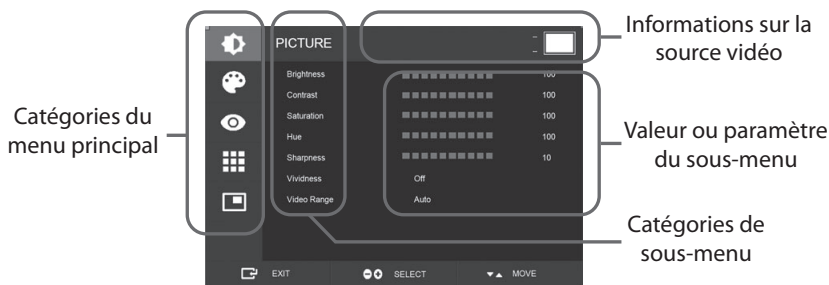 Informations sur la
source vidéo
PICTURE
Brightness 100
Contrast 100
Saturation 100
Hue 100
Sharpness 10
Vividness Off
Video Range Auto
EXIT SELECT MOVE
Catégories du
menu principal
Valeur ou paramètre
du sous-menu
Catégories de
sous-menu